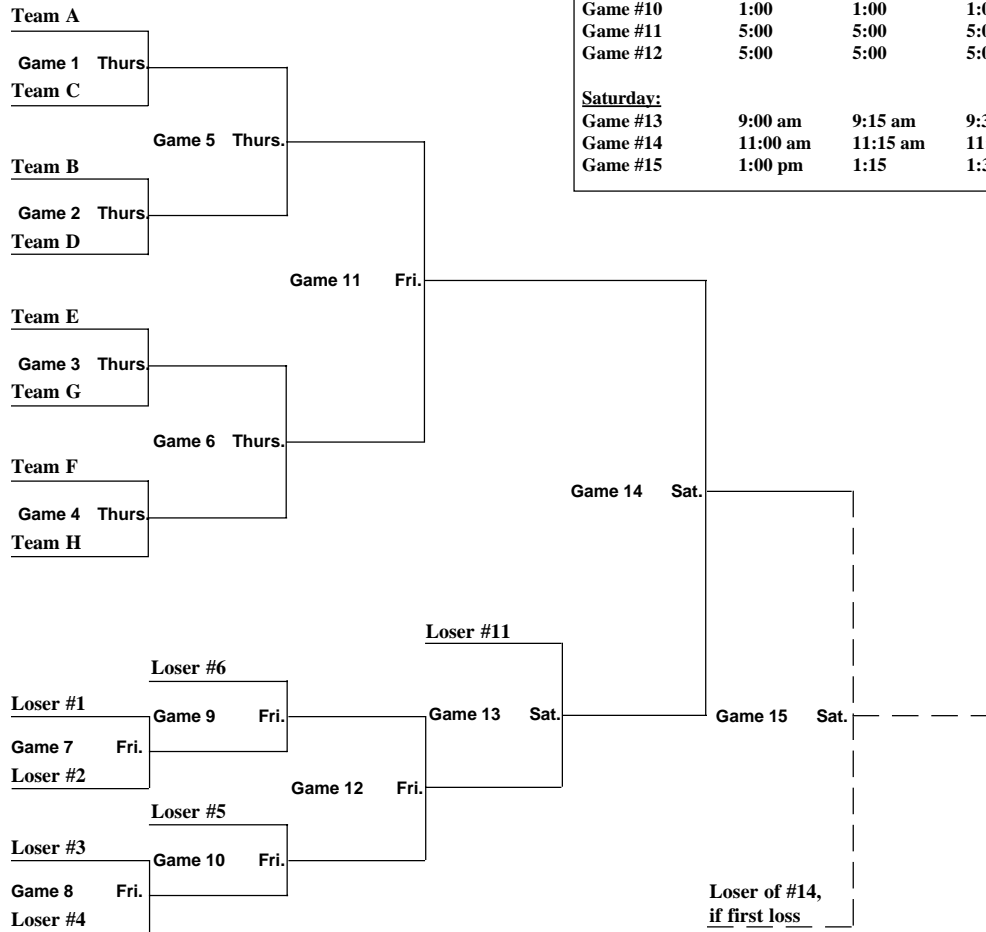 Team A
Game #10 1:00 1:00
Game 1 Thurs.
Game #11 5:00 5:00
Game #12 5:00 5:00
Team C
Saturday:
Game #13 9:00 am 9:15 am
Game 5 Thurs.
Game #14 11:00 am 11:15 am
Game #15 1:00 pm 1:15
Team B
Game 2 Thurs.
Team D
Game 11 Fri.
Team E
Game 3 Thurs.
Team G
Game 6 Thurs.
Team F
Game 14 Sat.
Game 4 Thurs.
Team H
Loser #11
Loser #6
Loser #1
Game 9 Fri.
Game 13 Sat.
Game 15 Sat.
Game 7 Fri.
Loser #2
Game 12 Fri.
Loser #5
Loser #3
Game 10 Fri.
Game 8 Fri.
Loser #4
Loser of #14,
if first loss